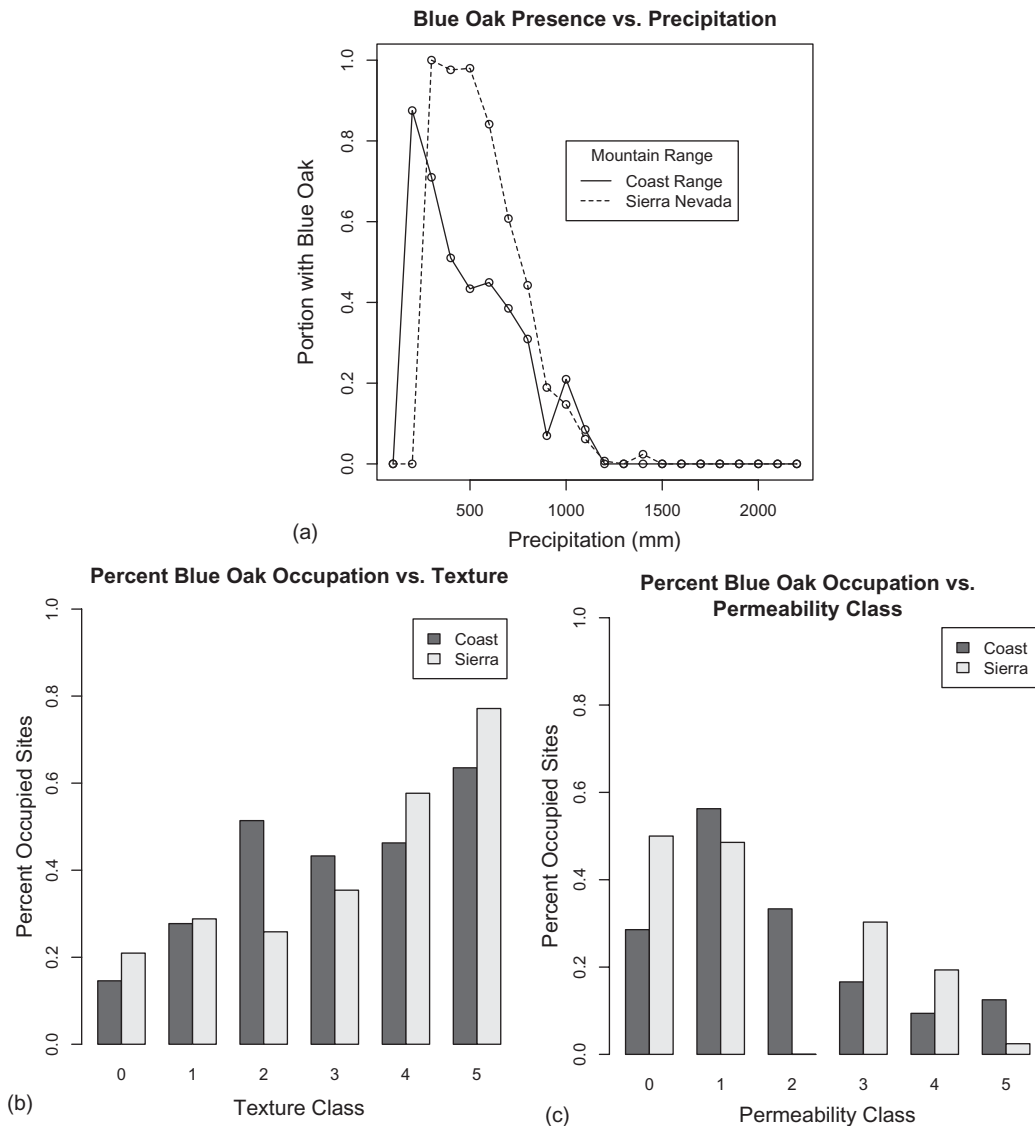 Blue Oak Presence vs. Precipitation
Portion with Blue Oak
1.0
0.8
0.6
0.4
0.2
0.0
Mountain Range
Coast Range
Sierra Nevada
500 1000 1500 2000
Precipitation (mm)
(a)
Percent Blue Oak Occupation vs. Texture
Percent Occupied Sites
1.0
0.8
0.6
0.4
0.2
0.0
Coast
Sierra
0 1 2 3 4 5
Texture Class
(b)
Percent Blue Oak Occupation vs.
Permeability Class
Percent Occupied Sites
1.0
0.8
0.6
0.4
0.2
0.0
Coast
Sierra
0 1 2 3 4 5
Permeability Class
(c)